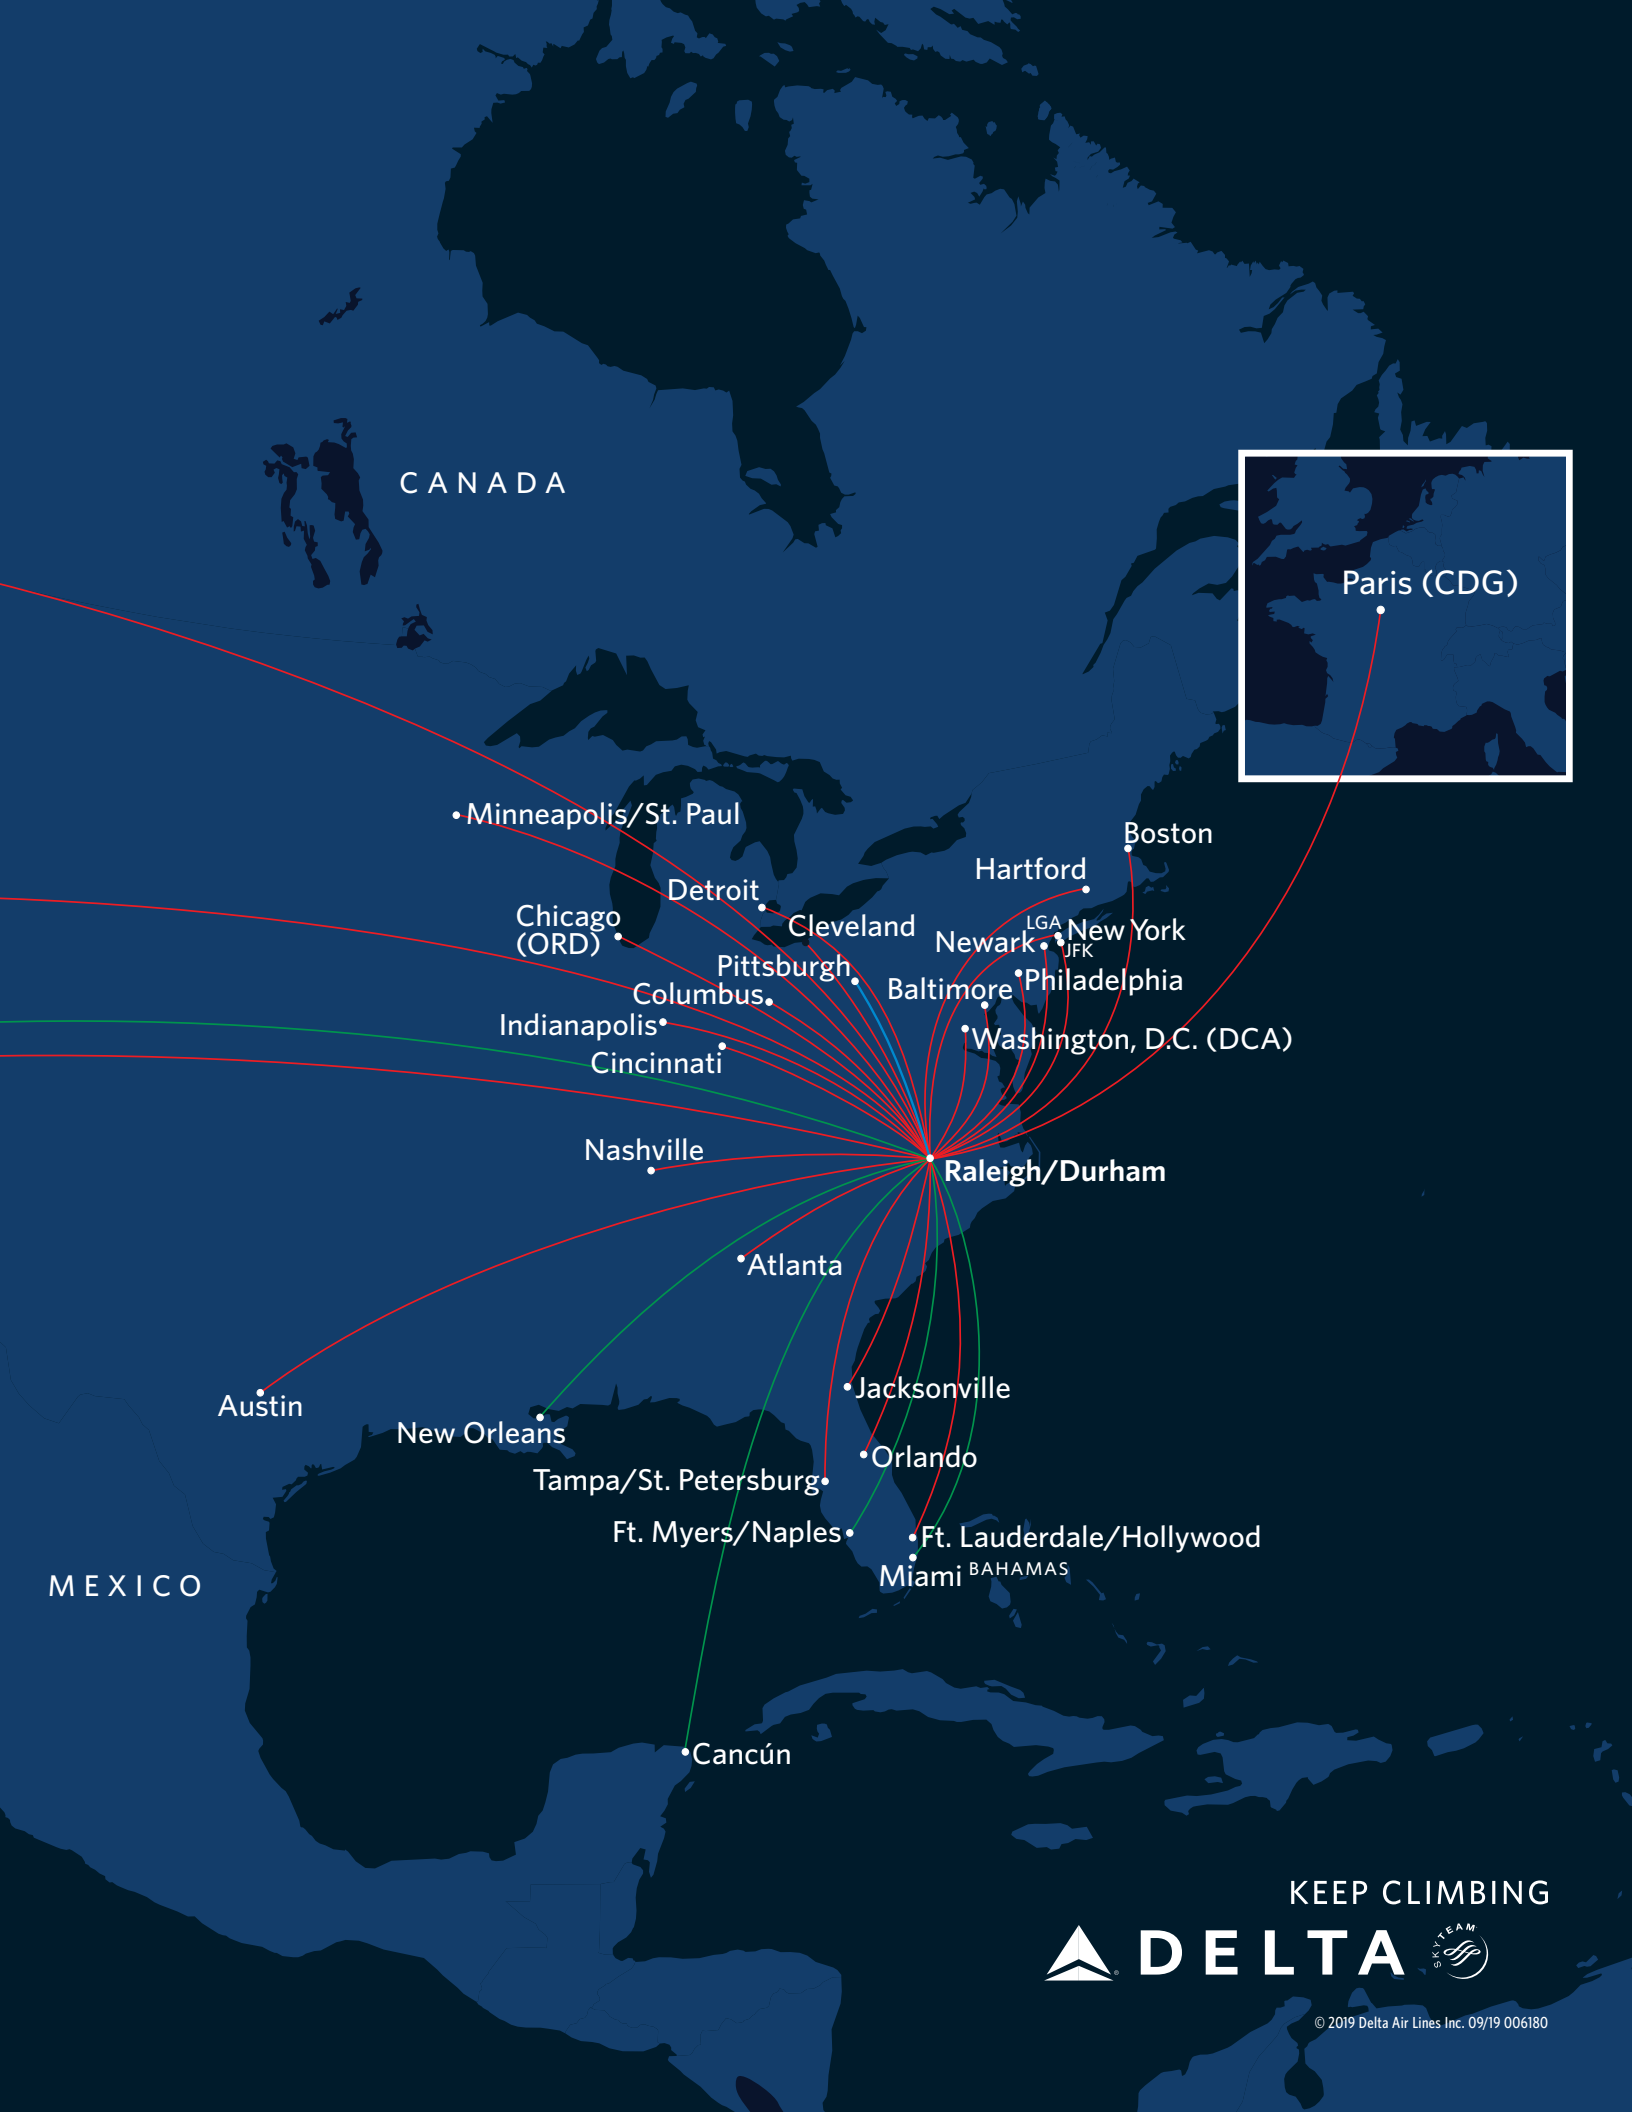 CANADA
Paris (CDG)
Minneapolis/St. Paul
Boston
Hartford
Detroit
Chicago
(ORD)
Cleveland
LGA
New York
Newark
JFK
Pittsburgh
Philadelphia
Columbus
Baltimore
Indianapolis
Washington, D.C. (DCA)
Cincinnati
Nashville
Raleigh/Durham
Atlanta
Jacksonville
Austin
New Orleans
Orlando
Tampa/St. Petersburg
Ft. Myers/Naples
Ft. Lauderdale/Hollywood
Miami
BAHAMAS
MEXICO
Cancún
KEEP CLIMBING
DELTA
SKYTEAM
© 2019 Delta Air Lines Inc. 09/19 006180